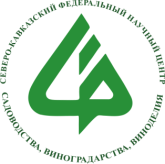 СЕВЕРО-КАВКАЗСКИЙ ФЕДЕРАЛЬНЫЙ НАУЧНЫЙ ЦЕНТР
САДОВОДСТВА, ВИНОГРАДАРСТВА, ВИНОДЕЛИЯ